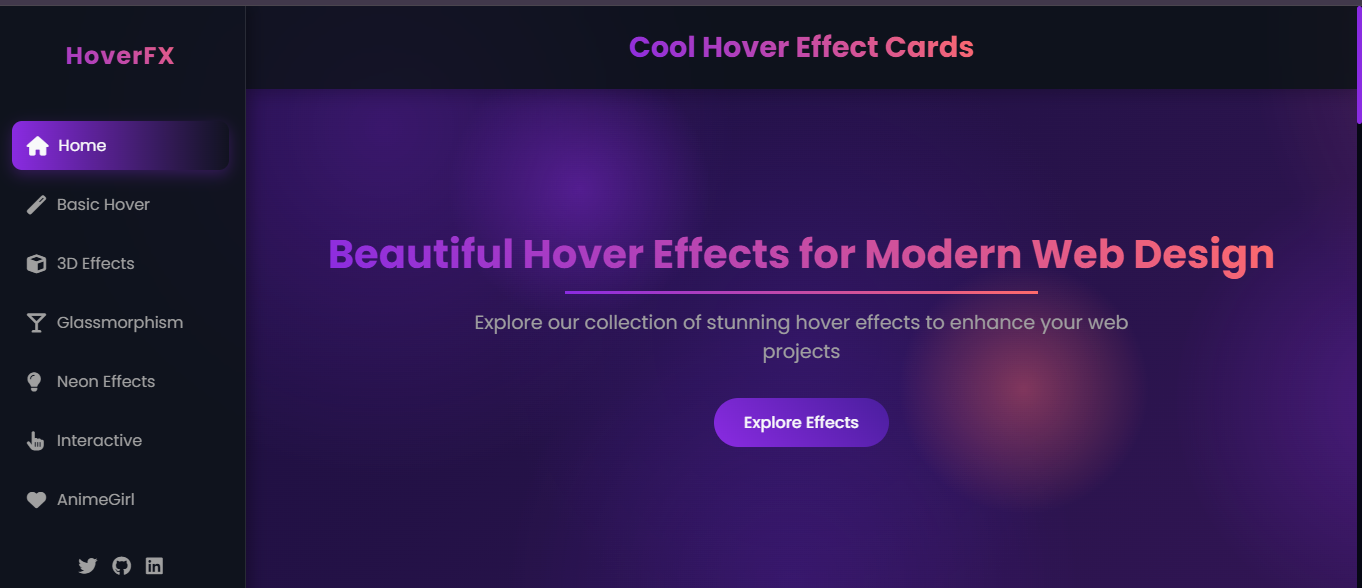 HoverFX
Home
Basic Hover
3D Effects
Glassmorphism
Neon Effects
Interactive
AnimeGirl
Cool Hover Effect Cards
Beautiful Hover Effects for Modern Web Design
Explore our collection of stunning hover effects to enhance your web
projects
Explore Effects